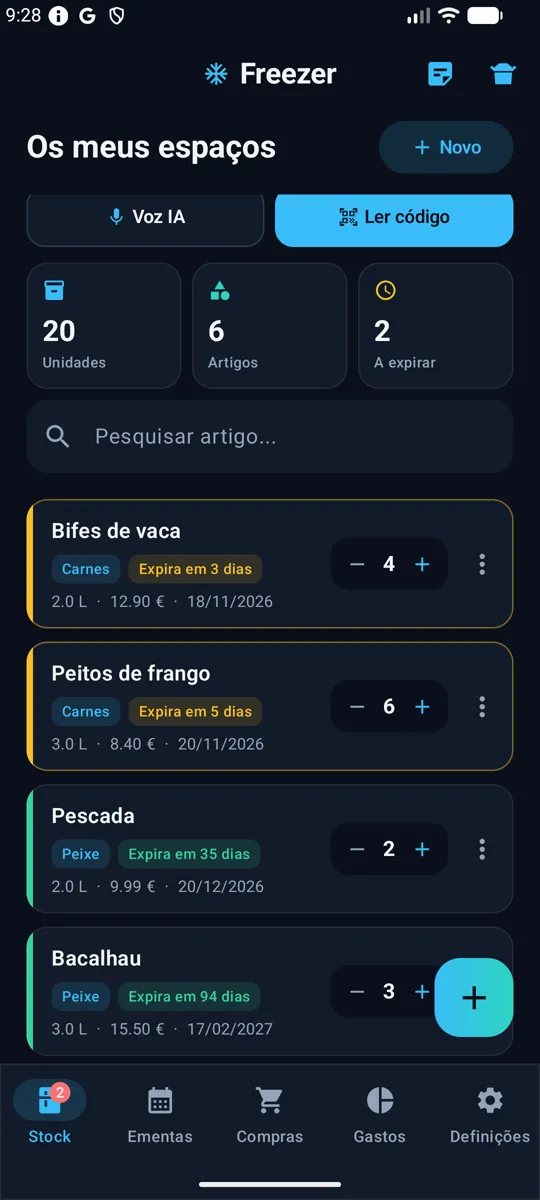 9:28
Freezer
Os meus espaços
+ Novo
Voz IA
Ler código
20
Unidades
6
Artigos
2
A expirar
Pesquisar artigo...
Bifes de vaca
Carnes
Expira em 3 dias
2.0 L · 12.90 € · 18/11/2026
− 4 +
Peitos de frango
Carnes
Expira em 5 dias
3.0 L · 8.40 € · 20/11/2026
− 6 +
Pescada
Peixe
Expira em 35 dias
2.0 L · 9.99 € · 20/12/2026
− 2 +
Bacalhau
Peixe
Expira em 94 dias
3.0 L · 15.50 € · 17/02/2027
− 3 +
+
2
Stock
Ementas
Compras
Gastos
Definições